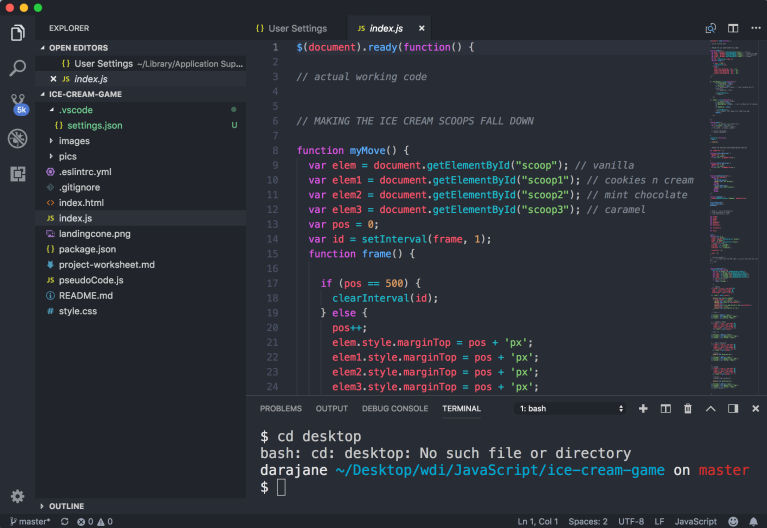 EXPLORER
OPEN EDITORS
{} User Settings ~/Library/Application Supp...
× JS index.js
ICE-CREAM-GAME
.vscode
{} settings.json U
images
pics
.eslintrc.yml
.gitignore
<> index.html
JS index.js
landingcone.png
{} package.json
project-worksheet.md
JS pseudoCode.js
README.md
# style.css
OUTLINE
5k
{} User Settings
JS index.js ×
1 $(document).ready(function() {
2
3 // actual working code
4
5
6 // MAKING THE ICE CREAM SCOOPS FALL DOWN
7
8 function myMove() {
9 var elem = document.getElementById("scoop"); // vanilla
10 var elem1 = document.getElementById("scoop1"); // cookies n cream
11 var elem2 = document.getElementById("scoop2"); // mint chocolate
12 var elem3 = document.getElementById("scoop3"); // caramel
13 var pos = 0;
14 var id = setInterval(frame, 1);
15 function frame() {
16
17 if (pos == 500) {
18 clearInterval(id);
19 } else {
20 pos++;
21 elem.style.marginTop = pos + 'px';
22 elem1.style.marginTop = pos + 'px';
23 elem2.style.marginTop = pos + 'px';
24 elem3.style.marginTop = pos + 'px';
PROBLEMS OUTPUT DEBUG CONSOLE TERMINAL 1: bash
$ cd desktop
bash: cd: desktop: No such file or directory
darajane ~/Desktop/wdi/JavaScript/ice-cream-game on master
$
master* 0 0 Ln 1, Col 1 Spaces: 2 UTF-8 LF JavaScript